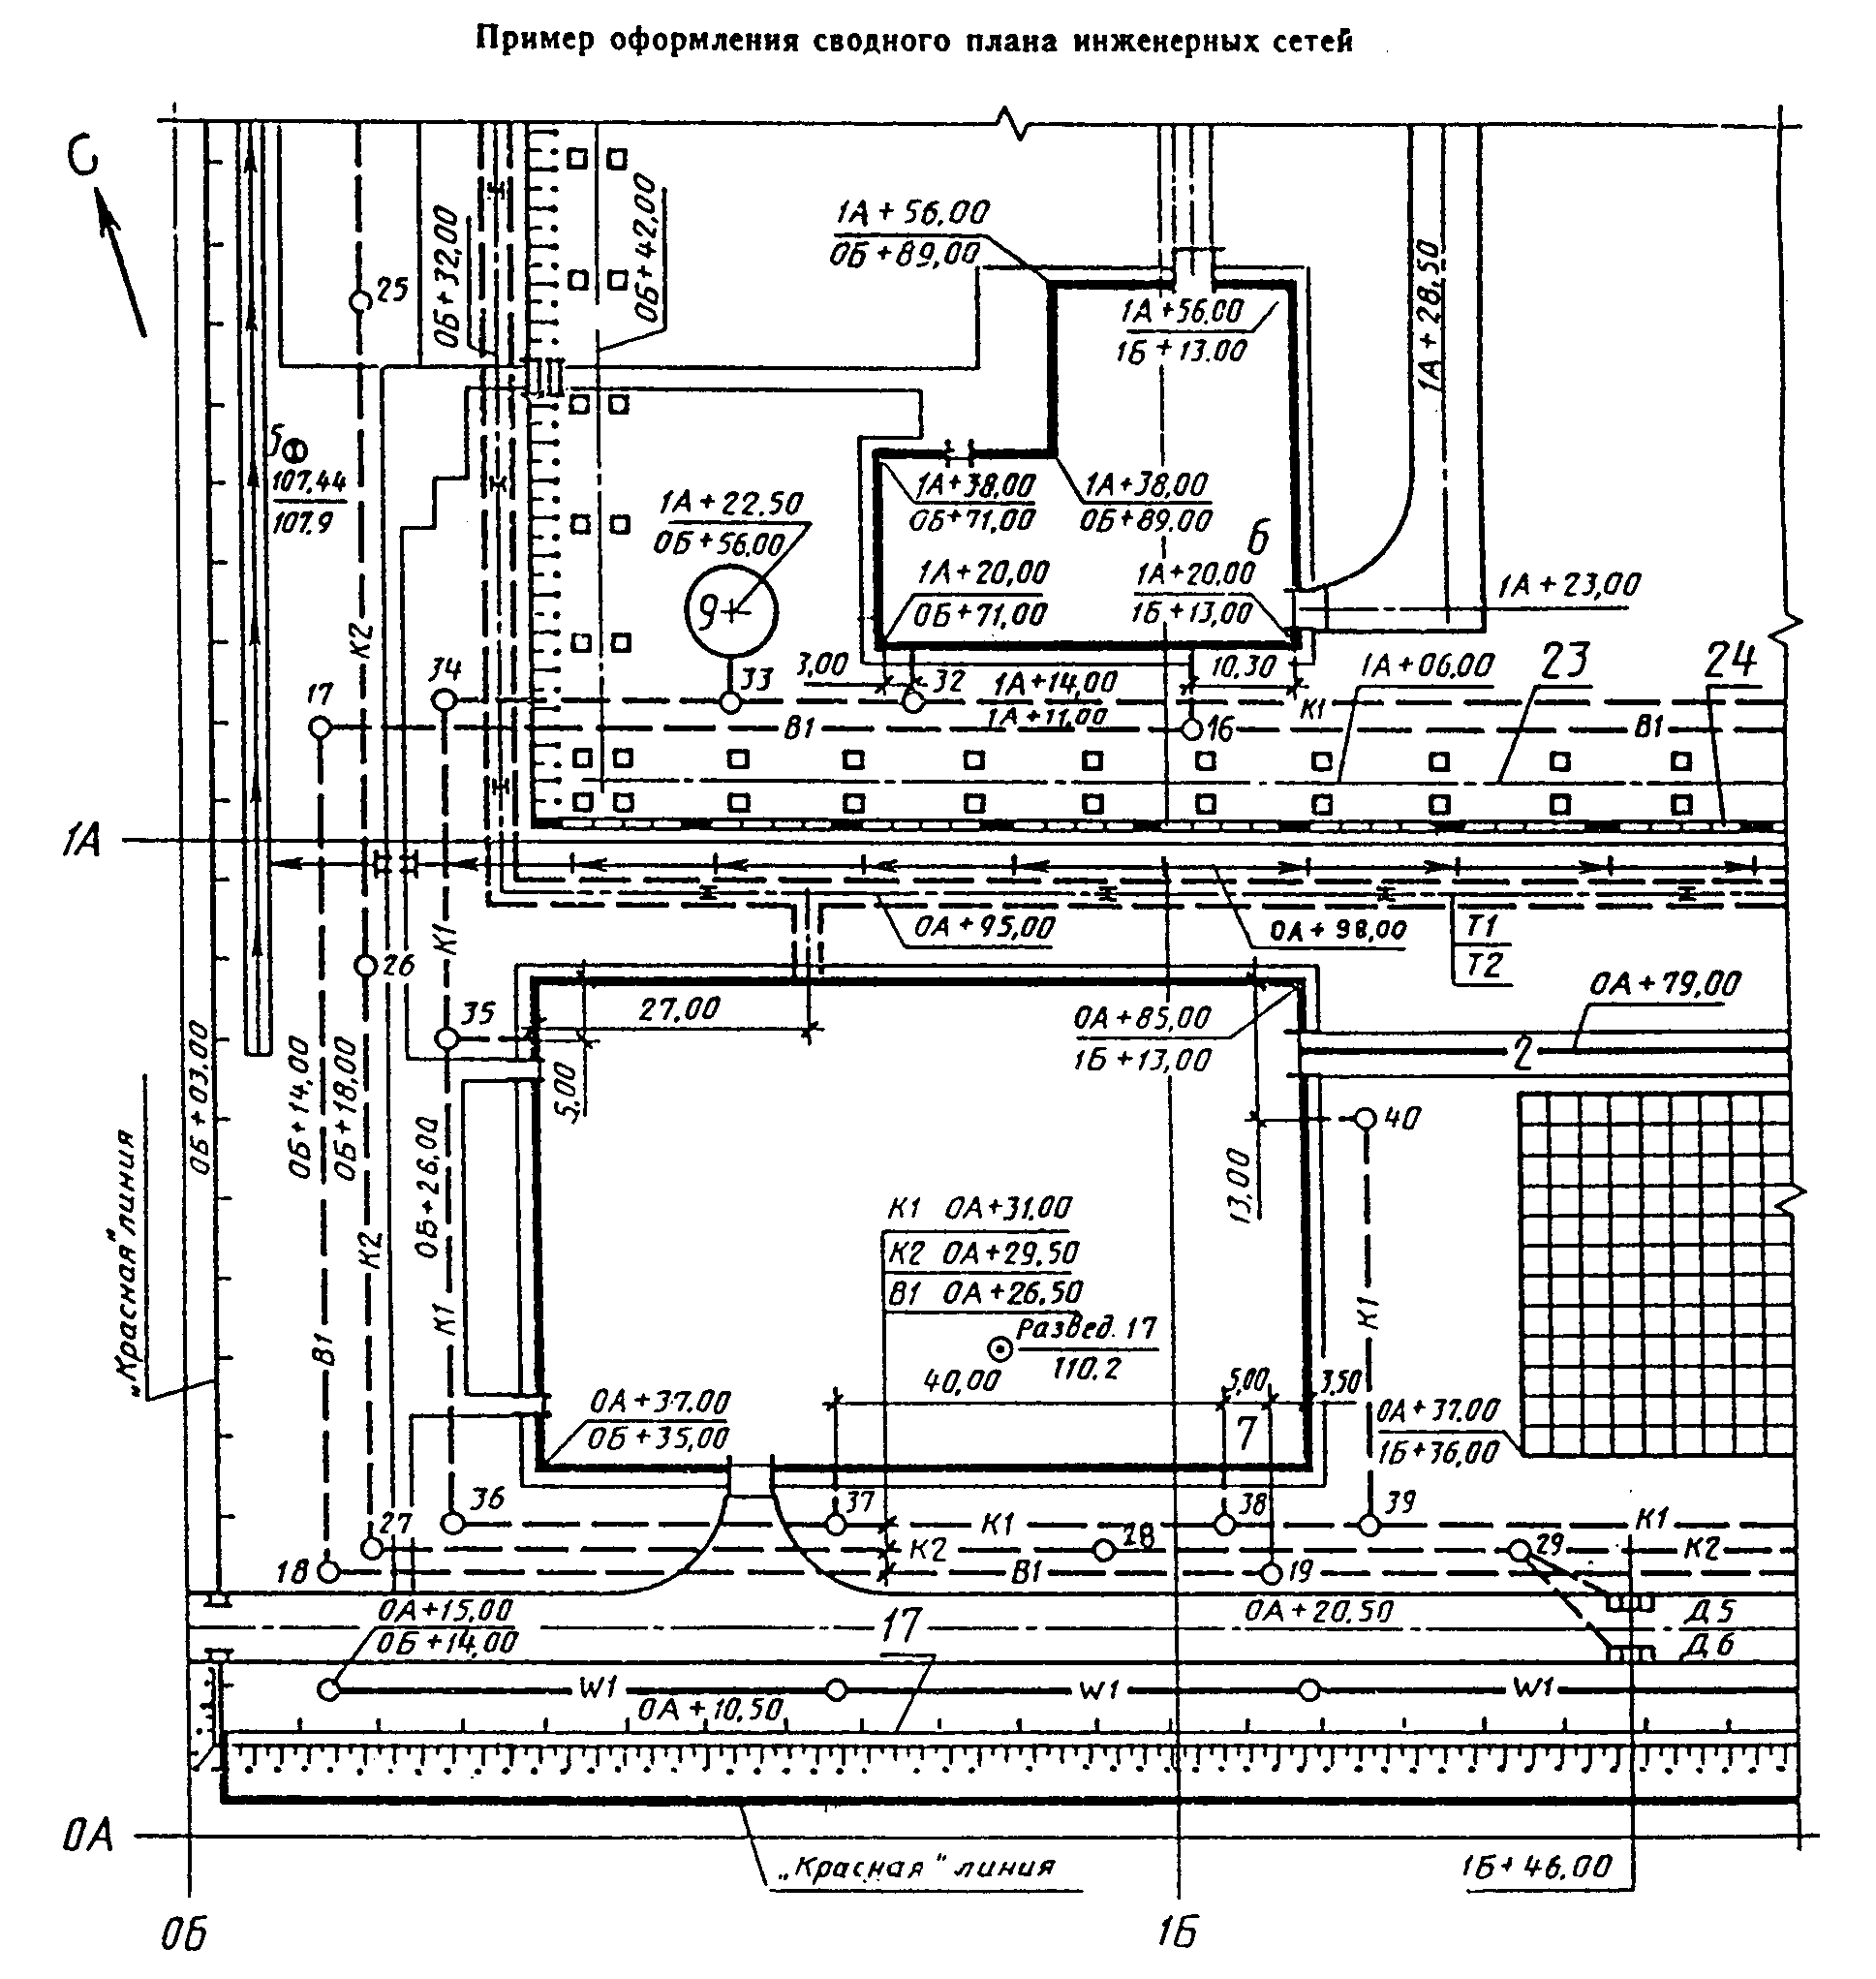 Пример оформления сводного плана инженерных сетей
С
25
0Б + 32,00
0Б + 42,00
1А + 56,00
0Б + 89,00
1А + 56.00
1Б + 13.00
1А + 28,50
5
107.44
107.9
1А + 22.50
0Б + 56.00
9
1А + 38,00
0Б + 71,00
1А + 38,00
0Б + 89.00
6
1А + 20,00
0Б + 71,00
1А + 20.00
1Б + 13,00
1А + 23,00
К2
34
17
33
3,00
32
1А + 14,00
1А + 11,00
10,30
16
К1
1А + 06.00
23
24
В1
В1
1А
К1
26
0А + 95,00
0А + 98,00
Т1
Т2
35
27,00
5,00
0А + 85,00
1Б + 13,00
0А + 79,00
2
0Б + 03.00
0Б + 14,00
0Б + 18,00
0Б + 26,00
40
13,00
„Красная" линия
К2
К1
В1
К1 0А + 31.00
К2 0А + 29,50
В1 0А + 26.50
Развед. 17
110.2
К1
40,00
5,00
3,50
7
0А + 37.00
0Б + 35,00
0А + 37.00
1Б + 36,00
36
37
38
39
27
К1
28
К1
К2
29
К2
18
В1
19
0А + 15,00
0Б + 14,00
17
0А + 20.50
Д.5
Д.6
W1
0А + 10,50
W1
W1
0А
„Красная" линия
1Б + 46.00
0Б
1Б